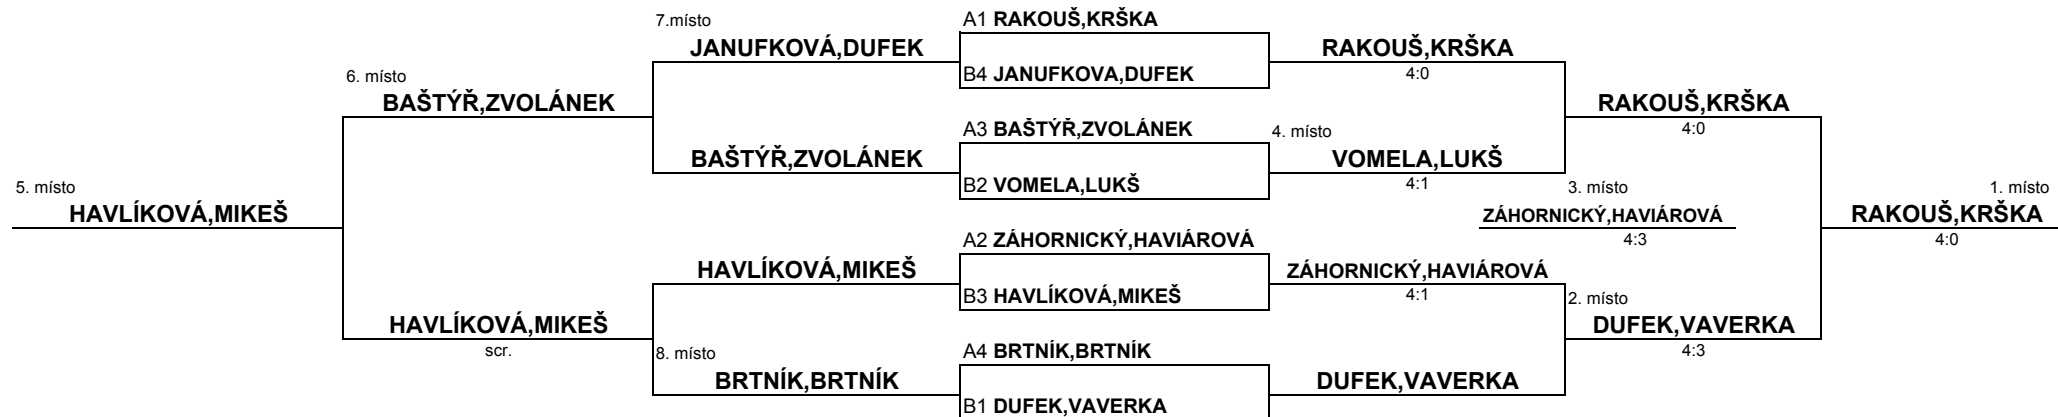 7.místo
A1 RAKOUŠ,KRŠKA
JANUFKOVÁ,DUFEK
RAKOUŠ,KRŠKA
6. místo
B4 JANUFKOVA,DUFEK
4:0
BAŠTÝŘ,ZVOLÁNEK
RAKOUŠ,KRŠKA
A3 BAŠTÝŘ,ZVOLÁNEK
4. místo
4:0
BAŠTÝŘ,ZVOLÁNEK
VOMELA,LUKŠ
5. místo
B2 VOMELA,LUKŠ
4:1
3. místo
1. místo
HAVLÍKOVÁ,MIKEŠ
ZÁHORNICKÝ,HAVIÁROVÁ
RAKOUŠ,KRŠKA
A2 ZÁHORNICKÝ,HAVIÁROVÁ
4:3
4:0
HAVLÍKOVÁ,MIKEŠ
ZÁHORNICKÝ,HAVIÁROVÁ
B3 HAVLÍKOVÁ,MIKEŠ
4:1
2. místo
HAVLÍKOVÁ,MIKEŠ
DUFEK,VAVERKA
scr.
8. místo
A4 BRTNÍK,BRTNÍK
4:3
BRTNÍK,BRTNÍK
DUFEK,VAVERKA
B1 DUFEK,VAVERKA